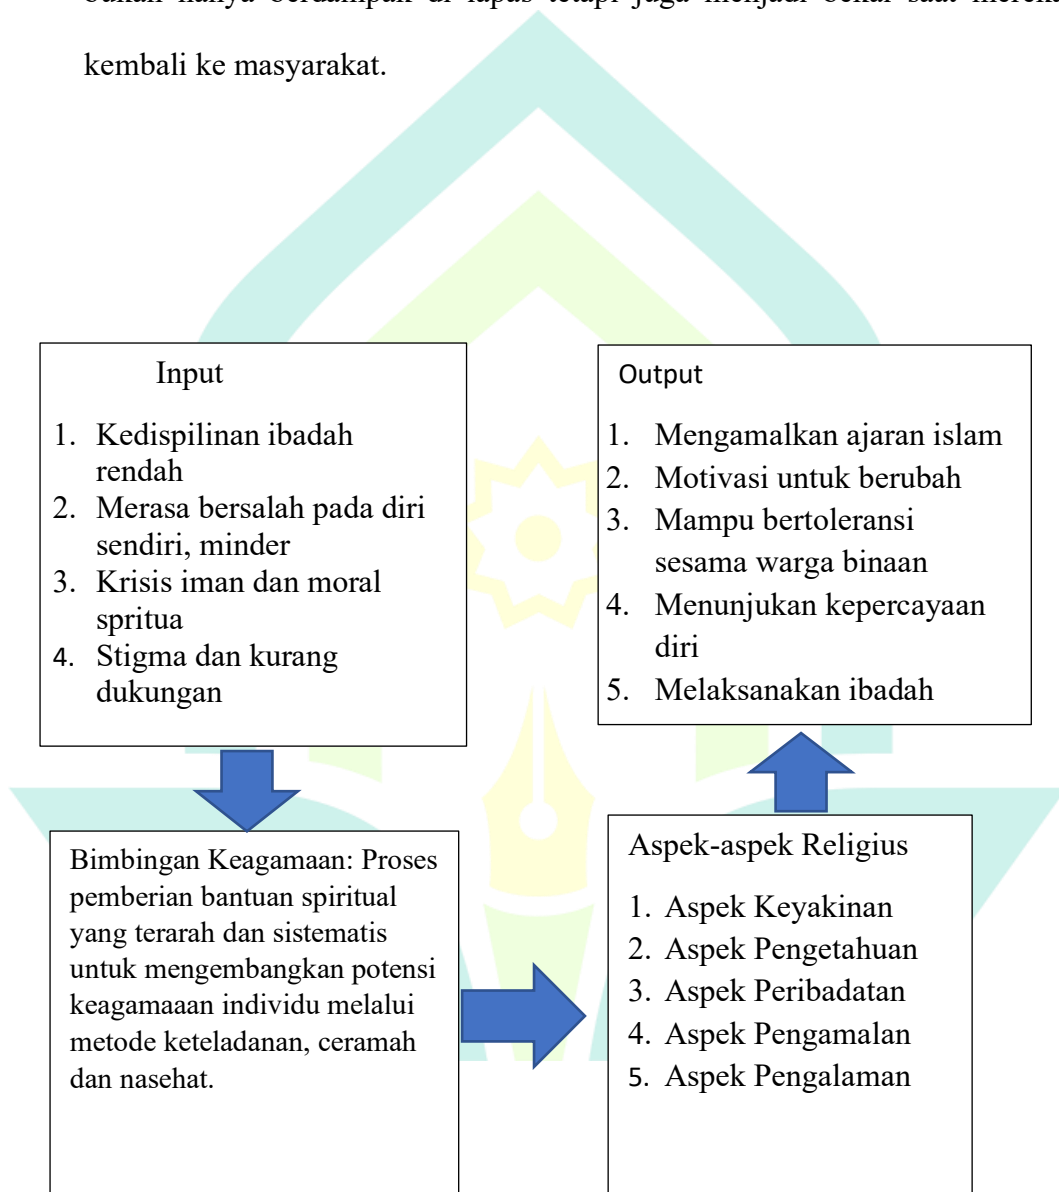 bukan hanya berdampak di lapas tetapi juga menjadi bekal saat mereka
kembali ke masyarakat.
Input
1. Kedispilinan ibadah
rendah
2. Merasa bersalah pada diri
sendiri, minder
3. Krisis iman dan moral
spritua
4. Stigma dan kurang
dukungan
Bimbingan Keagamaan: Proses
pemberian bantuan spiritual
yang terarah dan sistematis
untuk mengembangkan potensi
keagamaaan individu melalui
metode keteladanan, ceramah
dan nasehat.
Aspek-aspek Religius
1. Aspek Keyakinan
2. Aspek Pengetahuan
3. Aspek Peribadatan
4. Aspek Pengamalan
5. Aspek Pengalaman
Output
1. Mengamalkan ajaran islam
2. Motivasi untuk berubah
3. Mampu bertoleransi
sesama warga binaan
4. Menunjukan kepercayaan
diri
5. Melaksanakan ibadah